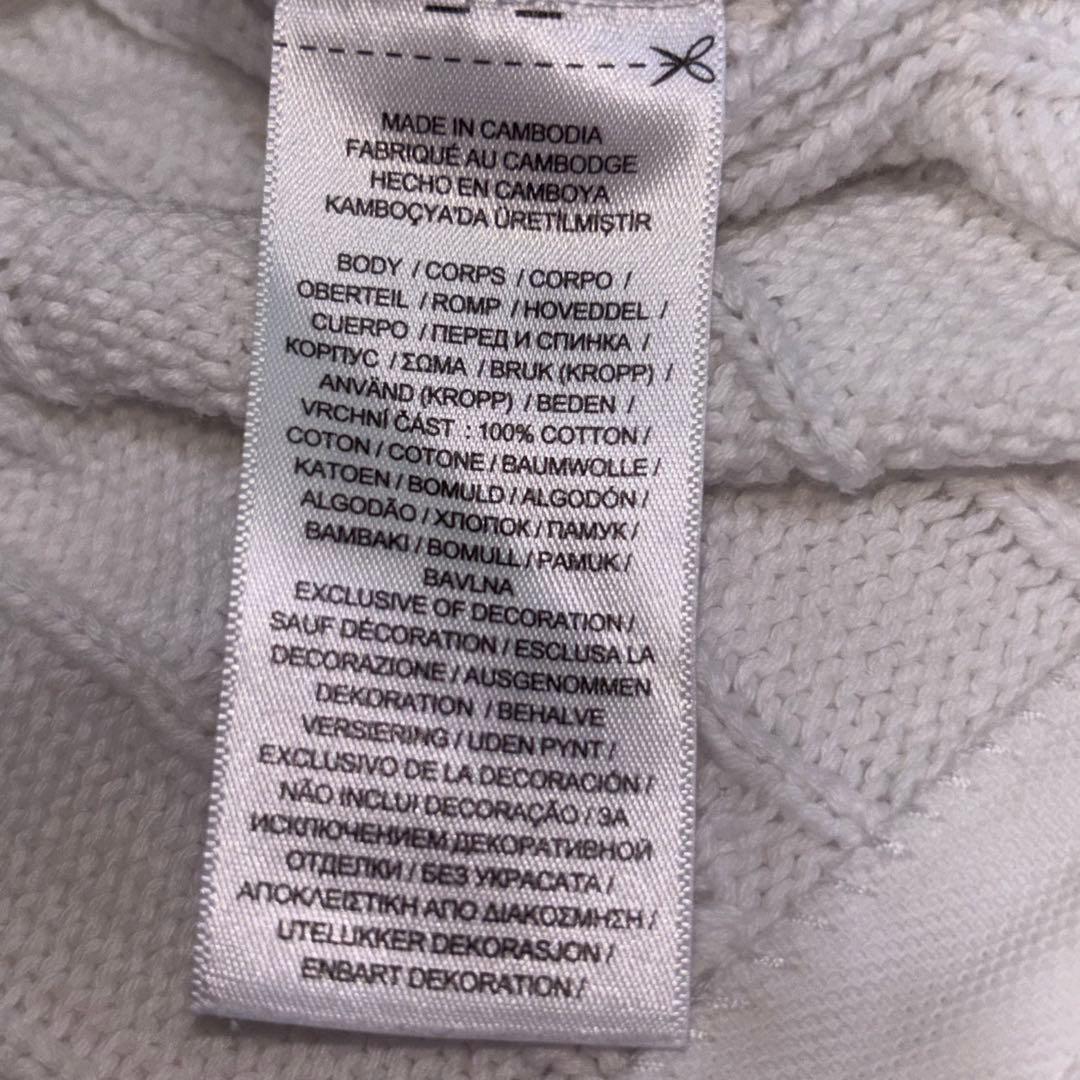 MADE IN CAMBODIA
FABRIQUÉ AU CAMBODGE
HECHO EN CAMBOYA
KAMBOÇYA'DA ÜRETİLMİŞTİR
BODY / CORPS / CORPO /
OBERTEIL / ROMP / HOVEDDEL /
CUERPO / ПЕРЕД И СПИНКА /
КОРПУС / ΣΩΜΑ / BRUK (KROPP) /
ANVÄND (KROPP) / BEDEN /
VRCHNÍ ČÁST : 100% COTTON /
COTON / COTONE / BAUMWOLLE /
KATOEN / BOMULD / ALGODÓN /
ALGODÃO / ХЛОПОК / ПАМУК /
BAMBAKI / BOMULL / PAMUK /
BAVLNA
EXCLUSIVE OF DECORATION /
SAUF DÉCORATION / ESCLUSA LA
DECORAZIONE / AUSGENOMMEN
DEKORATION / BEHALVE
VERSIERING / UDEN PYNT /
EXCLUSIVO DE LA DECORACIÓN /
NÃO INCLUI DECORAÇÃO / ЗА
ИСКЛЮЧЕНИЕМ ДЕКОРАТИВНОЙ
ОТДЕЛКИ / БЕЗ УКРАСАТА /
ΑΠΟΚΛΕΙΣΤΙΚΗ ΑΠΟ ΔΙΑΚΟΣΜΗΣΗ /
UTELUKKER DEKORASJON /
ENBART DEKORATION /